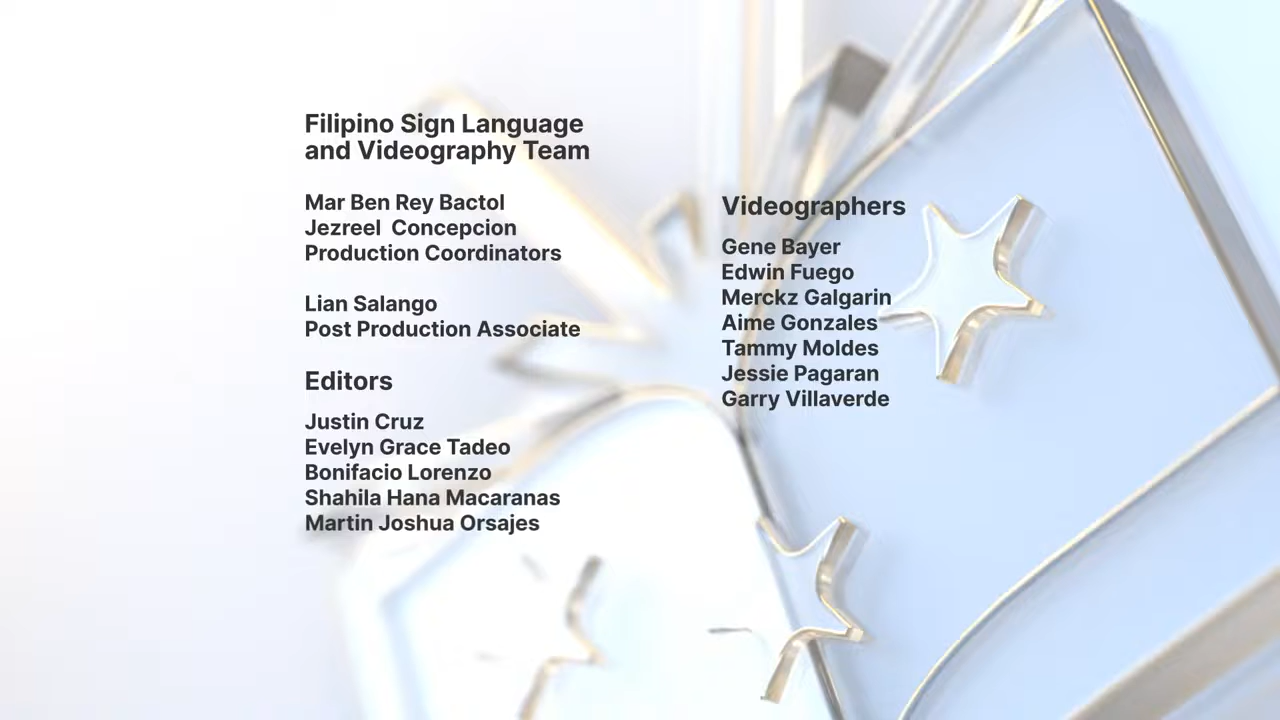 Filipino Sign Language
and Videography Team
Mar Ben Rey Bactol
Jezreel  Concepcion
Production Coordinators
Lian Salango
Post Production Associate
Editors
Justin Cruz
Evelyn Grace Tadeo
Bonifacio Lorenzo
Shahila Hana Macaranas
Martin Joshua Orsajes
Videographers
Gene Bayer
Edwin Fuego
Merckz Galgarin
Aime Gonzales
Tammy Moldes
Jessie Pagaran
Garry Villaverde